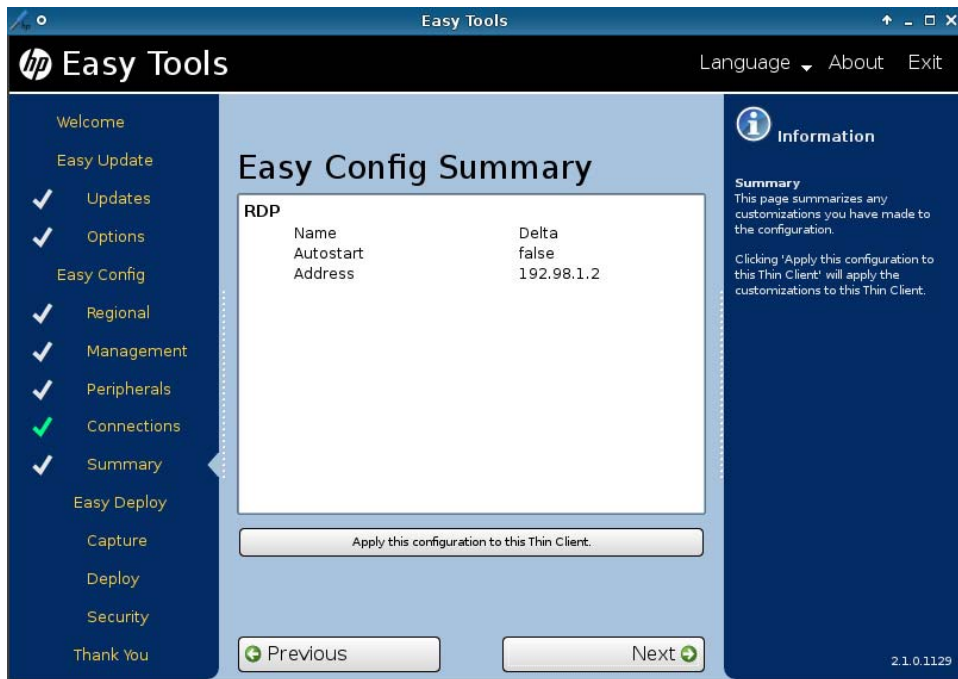 Easy Tools
hp Easy Tools
Language About Exit
Welcome
Easy Update
Updates
Options
Easy Config
Regional
Management
Peripherals
Connections
Summary
Easy Deploy
Capture
Deploy
Security
Thank You
Easy Config Summary
RDP
Name Delta
Autostart false
Address 192.98.1.2
Apply this configuration to this Thin Client.
Previous
Next
Information
Summary
This page summarizes any
customizations you have made to
the configuration.
Clicking 'Apply this configuration to
this Thin Client' will apply the
customizations to this Thin Client.
2.1.0.1129